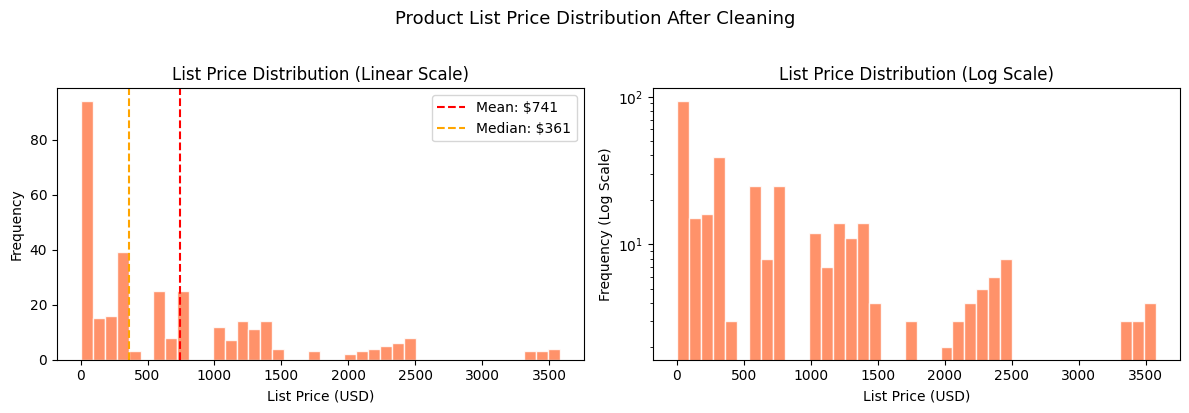 Product List Price Distribution After Cleaning
List Price Distribution (Linear Scale)
Mean: $741
Median: $361
Frequency
0
20
40
60
80
0 500 1000 1500 2000 2500 3000 3500
List Price (USD)
List Price Distribution (Log Scale)
Frequency (Log Scale)
10²
10¹
0 500 1000 1500 2000 2500 3000 3500
List Price (USD)